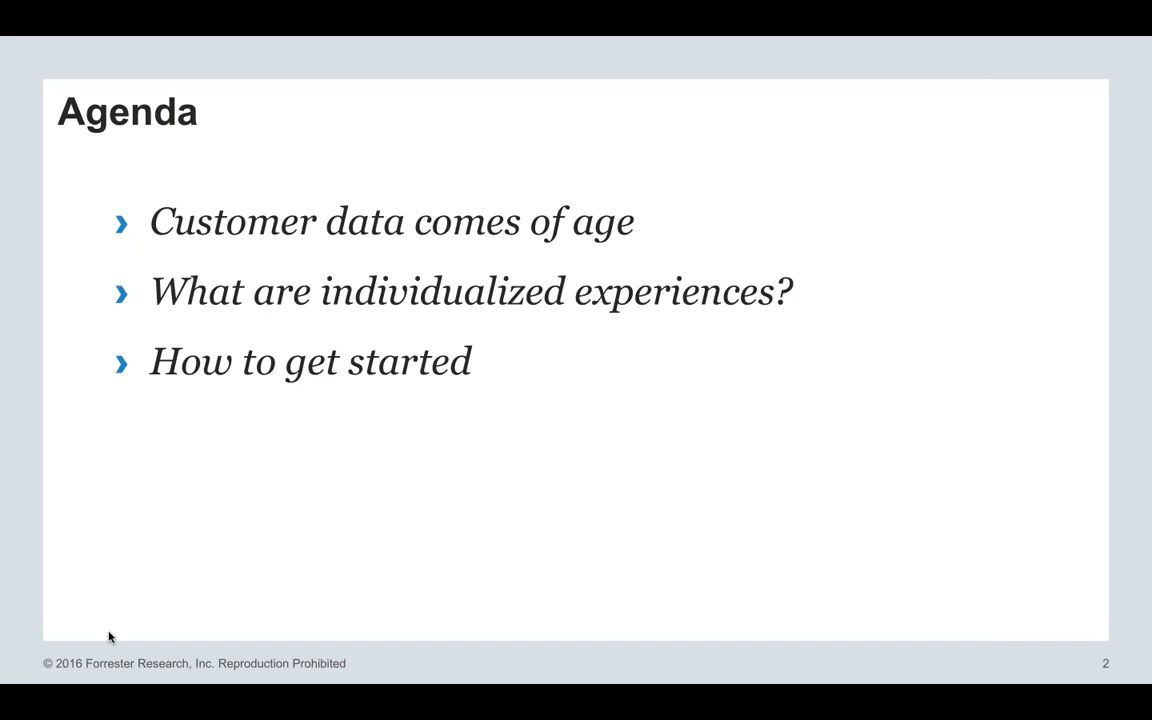 Agenda
› Customer data comes of age
› What are individualized experiences?
› How to get started
© 2016 Forrester Research, Inc. Reproduction Prohibited
2